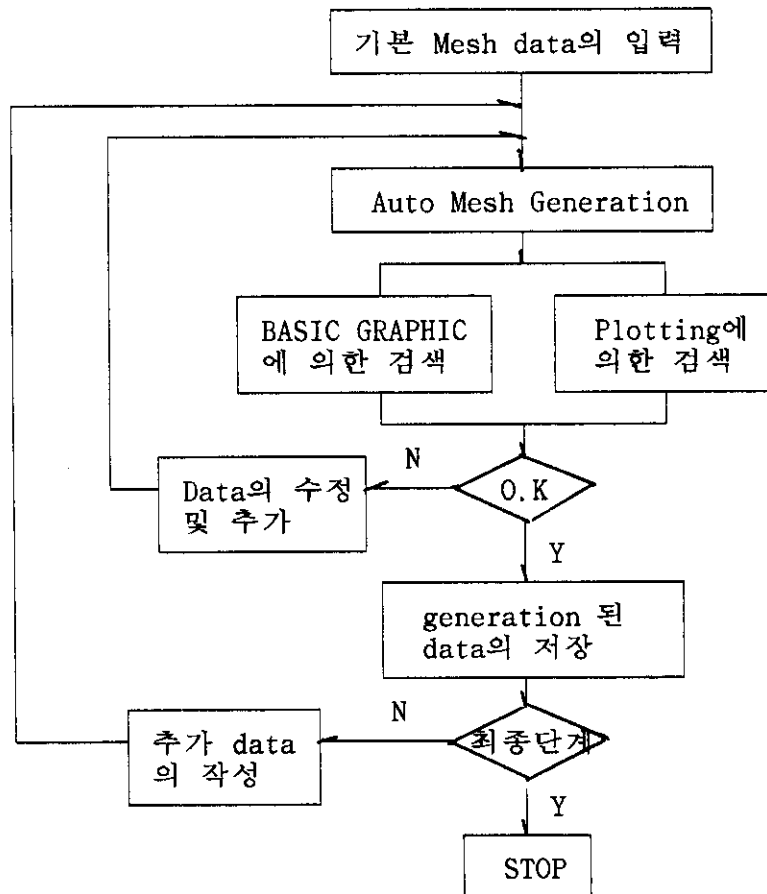 기본 Mesh data의 입력
Auto Mesh Generation
BASIC GRAPHIC
에 의한 검색
Plotting에
의한 검색
N
O.K
Data의 수정
및 추가
Y
generation 된
data의 저장
N
최종단계
추가 data
의 작성
Y
STOP